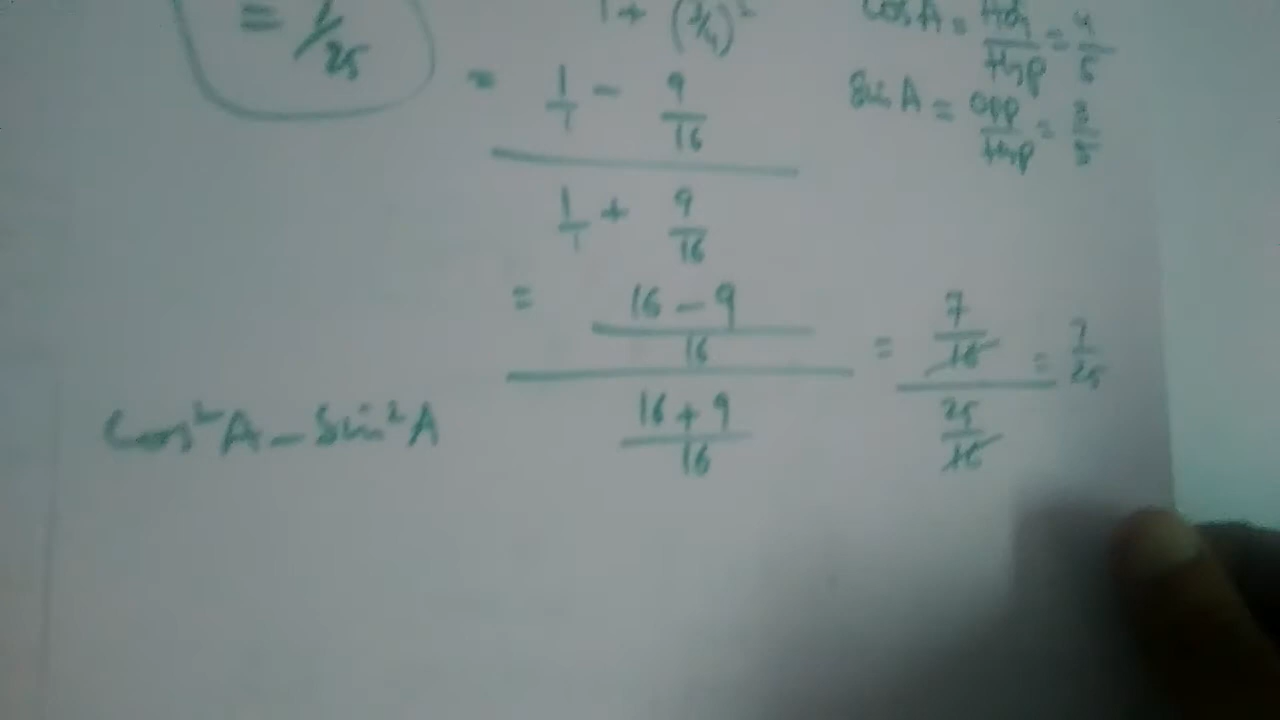 = 7/25
1 + (3/4)²
Cos A = Adj/Hyp = 4/5
Sin A = Opp/Hyp = 3/5
= 1/1 - 9/16
1/1 + 9/16
= 16 - 9 / 16 = 7/16 = 7/25
16 + 9 / 16 25/16
Cos²A - Sin²A